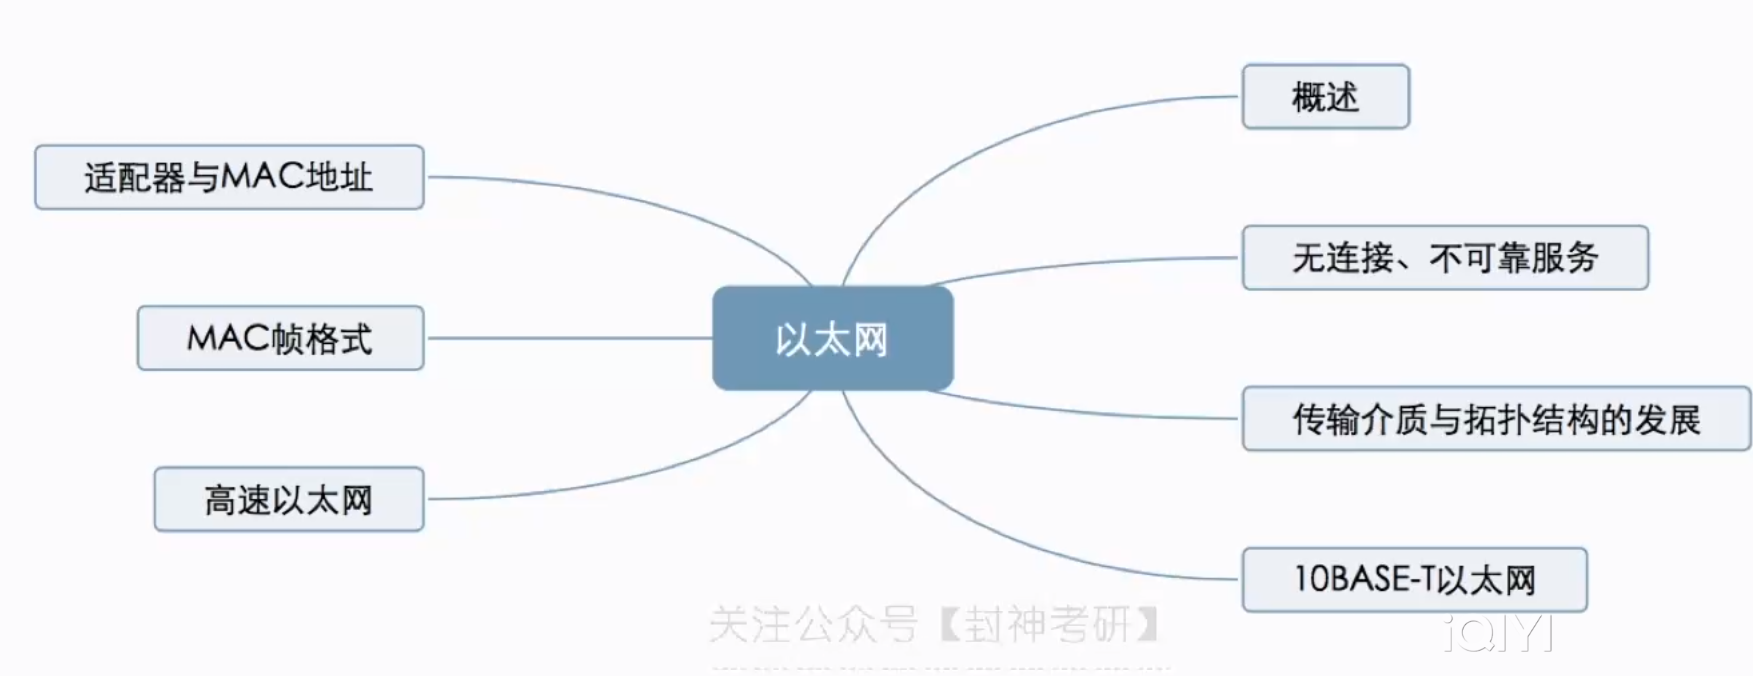 概述
适配器与MAC地址
无连接、不可靠服务
以太网
MAC帧格式
传输介质与拓扑结构的发展
高速以太网
10BASE-T以太网
关注公众号【封神考研】
iQIYI